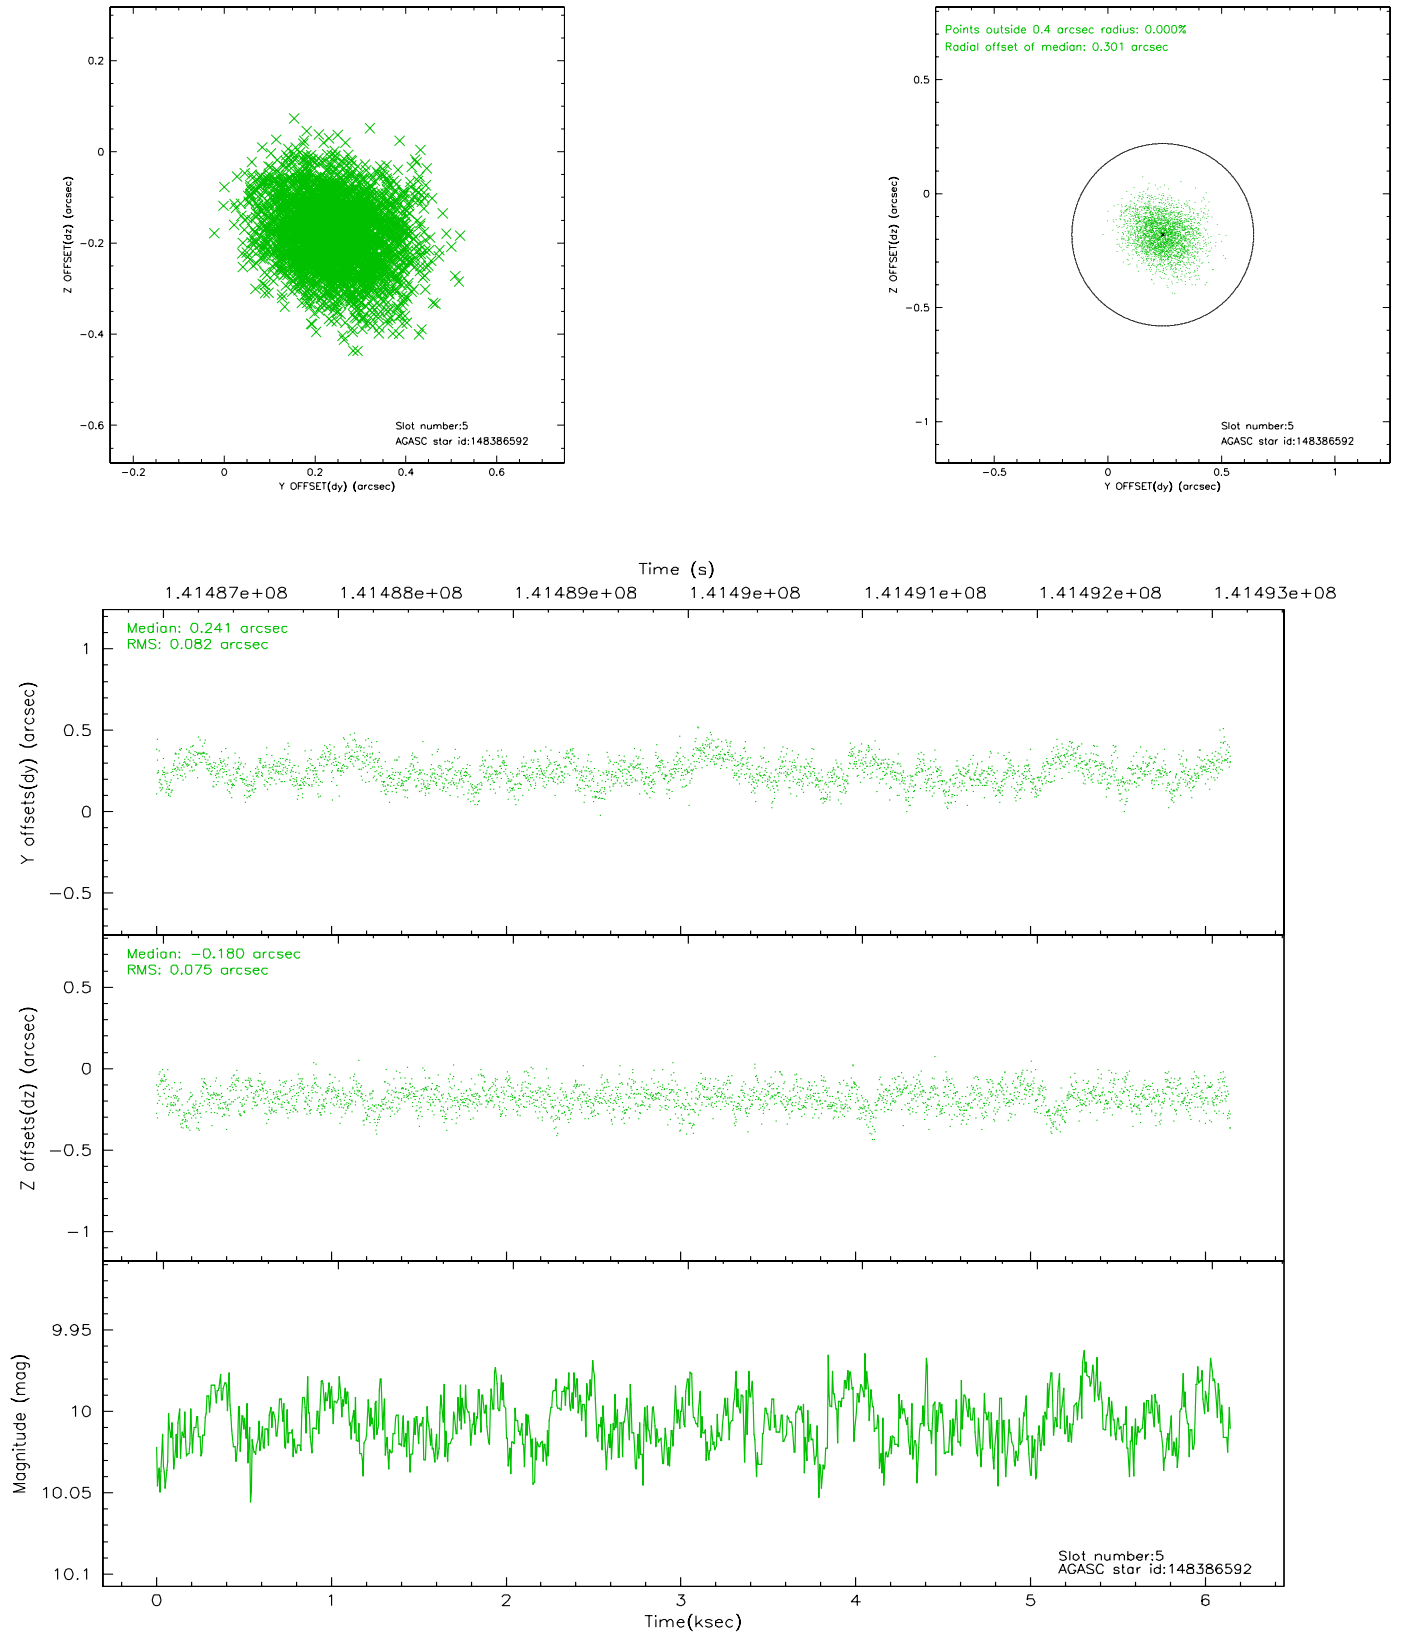 0.2
0
−0.2
−0.4
−0.6
Z OFFSET(dz) (arcsec)
Slot number:5
AGASC star id:148386592
−0.2 0 0.2 0.4 0.6
Y OFFSET(dy) (arcsec)
Points outside 0.4 arcsec radius: 0.000%
Radial offset of median: 0.301 arcsec
0.5
0
−0.5
−1
Z OFFSET(dz) (arcsec)
Slot number:5
AGASC star id:148386592
−0.5 0 0.5 1
Y OFFSET(dy) (arcsec)
Time (s)
1.41487e+08 1.41488e+08 1.41489e+08 1.4149e+08 1.41491e+08 1.41492e+08 1.41493e+08
Median: 0.241 arcsec
RMS: 0.082 arcsec
1
0.5
0
−0.5
Y offsets(dy) (arcsec)
Median: −0.180 arcsec
RMS: 0.075 arcsec
0.5
0
−0.5
−1
Z offsets(dz) (arcsec)
9.95
10
10.05
10.1
Magnitude (mag)
Slot number:5
AGASC star id:148386592
0 1 2 3 4 5 6
Time(ksec)